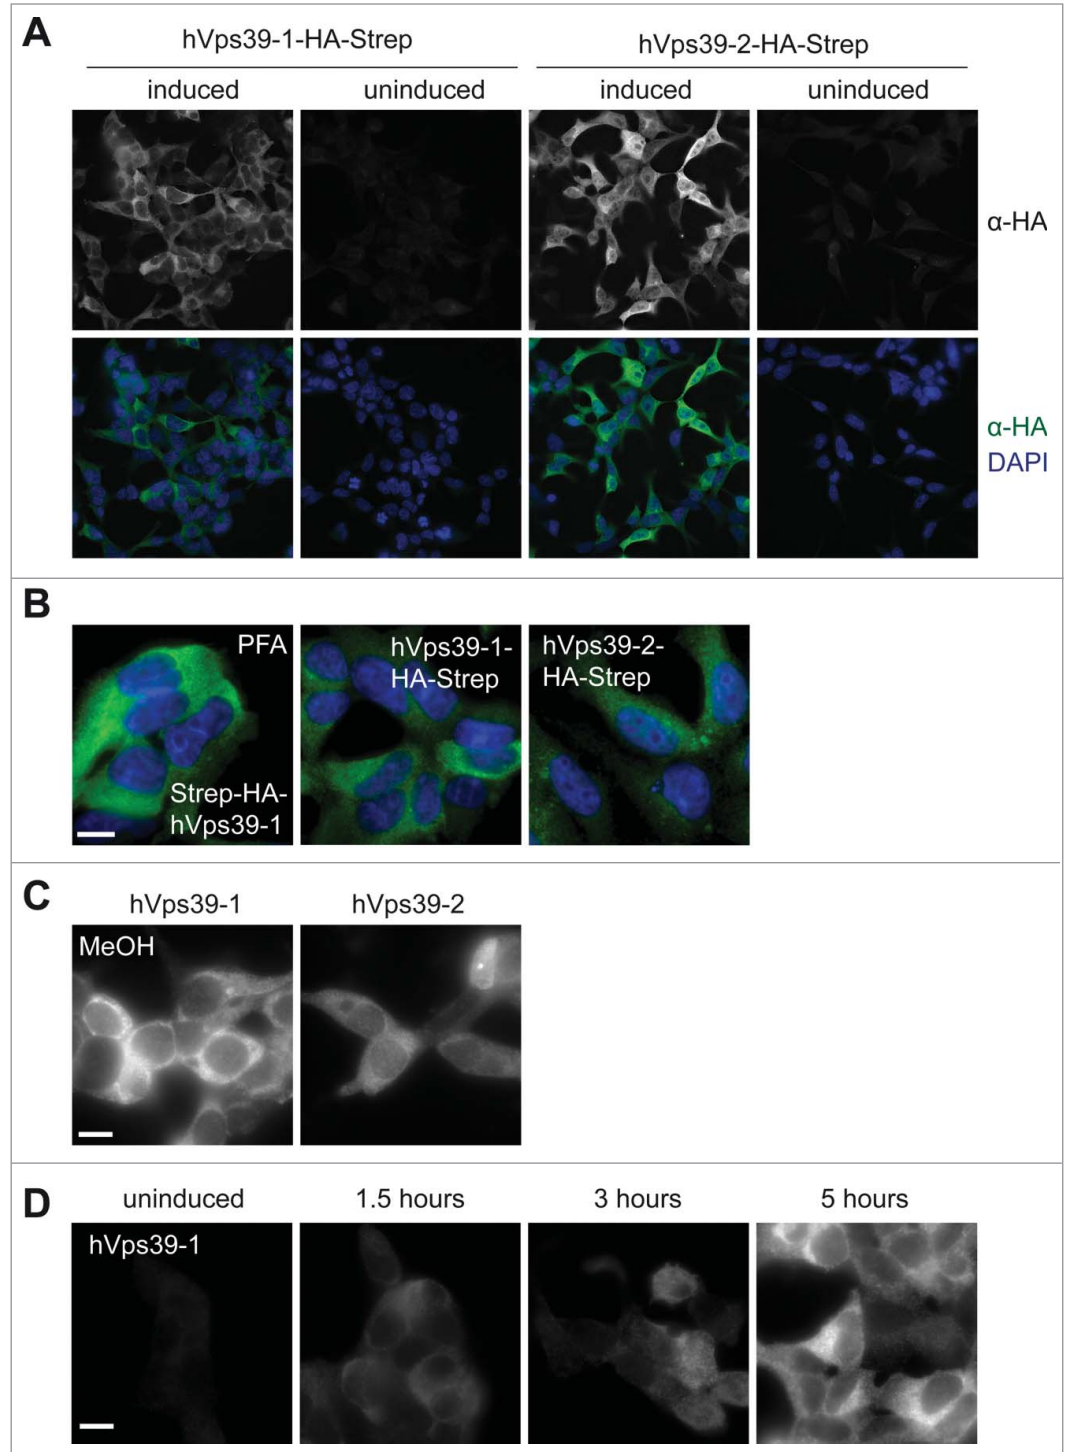 A
hVps39-1-HA-Strep
hVps39-2-HA-Strep
induced
uninduced
induced
uninduced
α-HA
α-HA
DAPI
B
PFA
Strep-HA-
hVps39-1
hVps39-1-
HA-Strep
hVps39-2-
HA-Strep
C
hVps39-1
hVps39-2
MeOH
D
uninduced
1.5 hours
3 hours
5 hours
hVps39-1